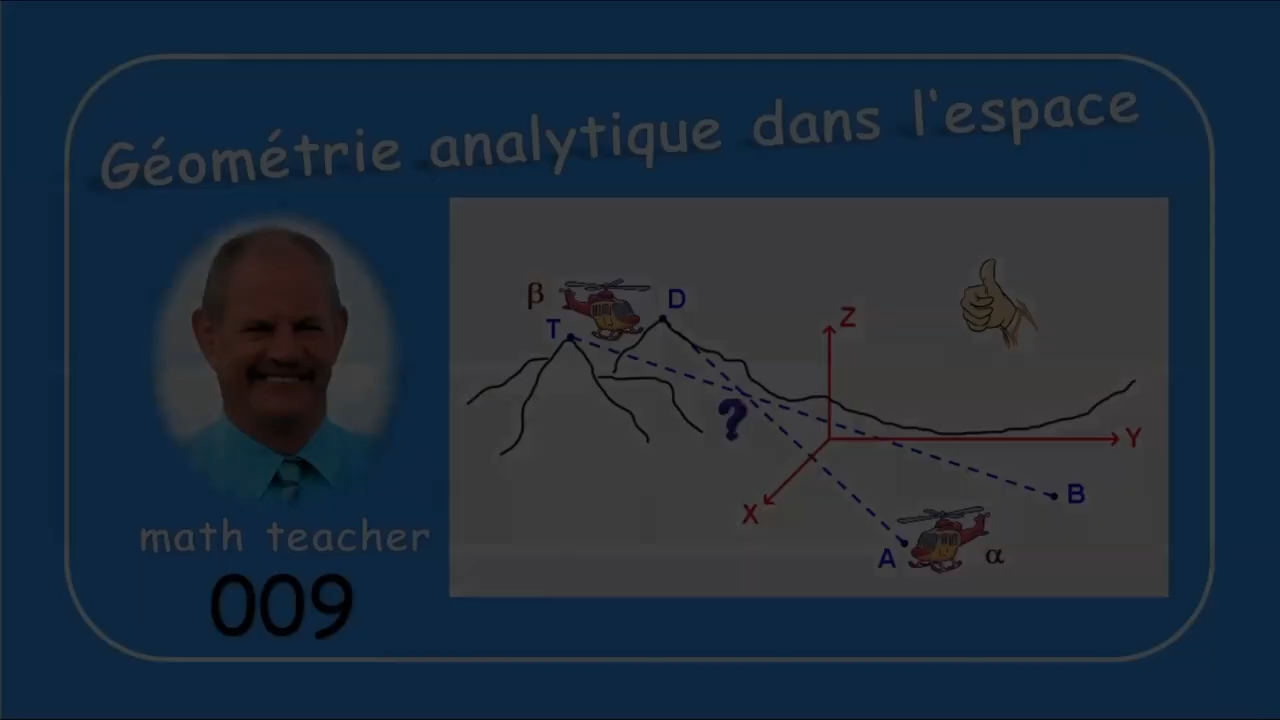 Géométrie analytique dans l'espace
β
D
T
Z
?
Y
X
B
A
α
math teacher
009